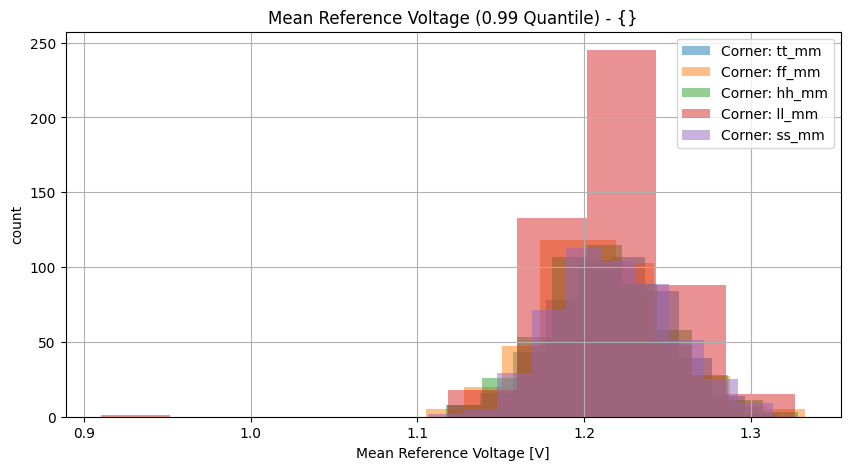 Mean Reference Voltage (0.99 Quantile) - {}
250
200
150
100
50
0
count
Corner: tt_mm
Corner: ff_mm
Corner: hh_mm
Corner: ll_mm
Corner: ss_mm
0.9 1.0 1.1 1.2 1.3
Mean Reference Voltage [V]